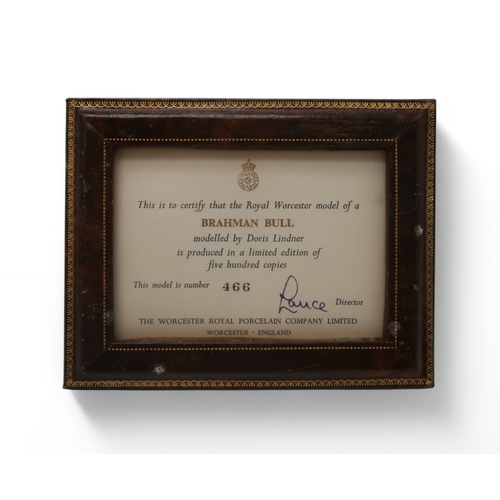 This is to certify that the Royal Worcester model of a
BRAHMAN BULL
modelled by Doris Lindner
is produced in a limited edition of
five hundred copies
This model is number 466
Lance Director
THE WORCESTER ROYAL PORCELAIN COMPANY LIMITED
WORCESTER - ENGLAND